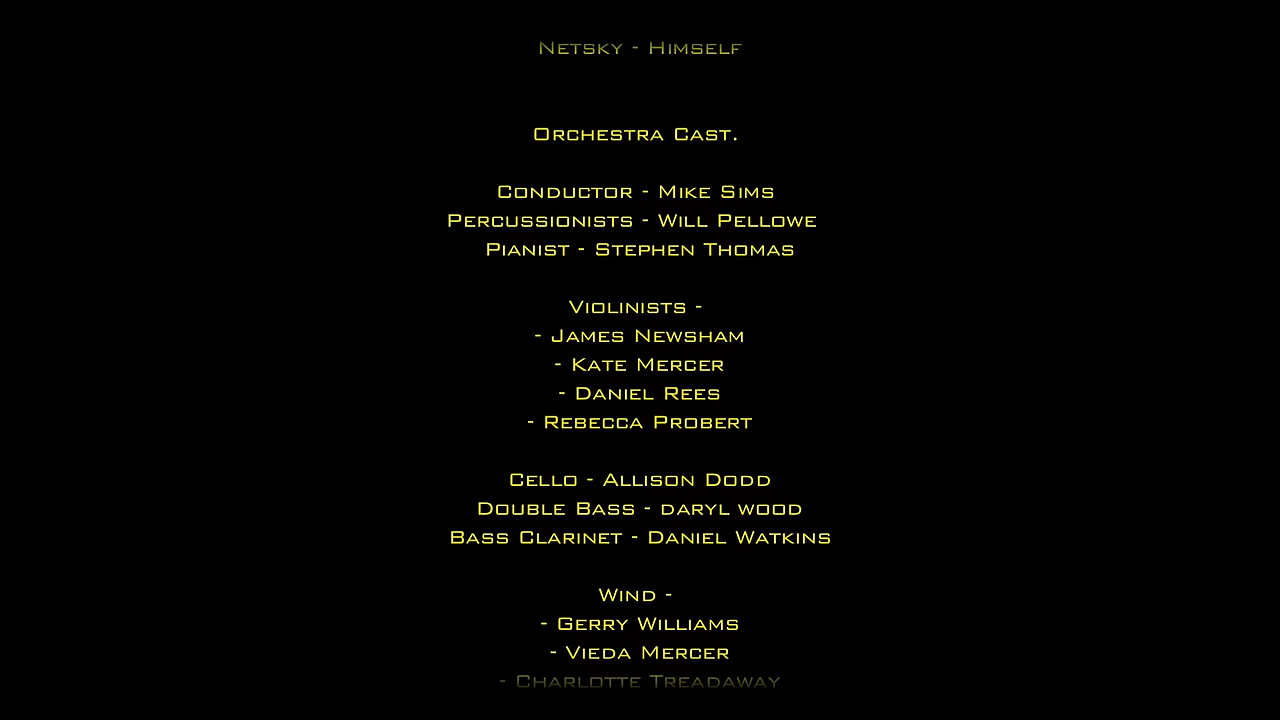 Netsky - Himself
Orchestra Cast.
Conductor - Mike Sims
Percussionists - Will Pellowe
Pianist - Stephen Thomas
Violinists -
- James Newsham
- Kate Mercer
- Daniel Rees
- Rebecca Probert
Cello - Allison Dodd
Double Bass - daryl wood
Bass Clarinet - Daniel Watkins
Wind -
- Gerry Williams
- Vieda Mercer
- Charlotte Treadaway